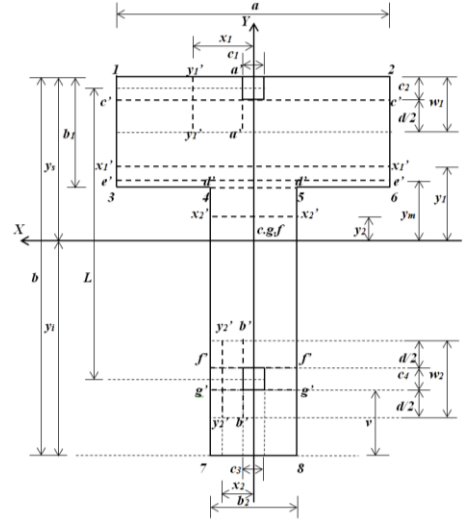 a
Y
x1
c1
1 y1' a' 2
c' c' c2
w1
d/2
b1
y1' a'
ys
x1' x1'
e' e'
d' d'
3 4 5 6
y1
ym
x2' x2'
y2
X
c.g.f
b
L
yi
y2' b'
f' f'
d/2
c4
w2
g' g'
d/2
y2' b'
v
7 8
c3
x2
b2